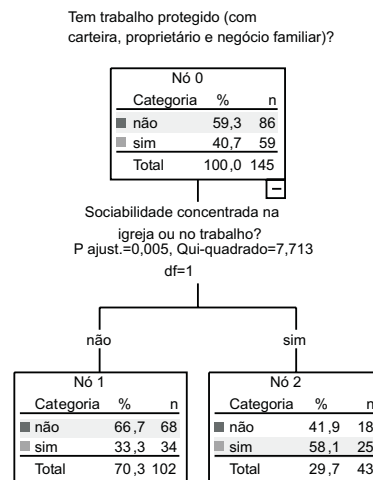 Tem trabalho protegido (com
carteira, proprietário e negócio familiar)?
Nó 0
Categoria % n
não 59,3 86
sim 40,7 59
Total 100,0 145
Sociabilidade concentrada na
igreja ou no trabalho?
P ajust.=0,005, Qui-quadrado=7,713
df=1
não
sim
Nó 1
Categoria % n
não 66,7 68
sim 33,3 34
Total 70,3 102
Nó 2
Categoria % n
não 41,9 18
sim 58,1 25
Total 29,7 43